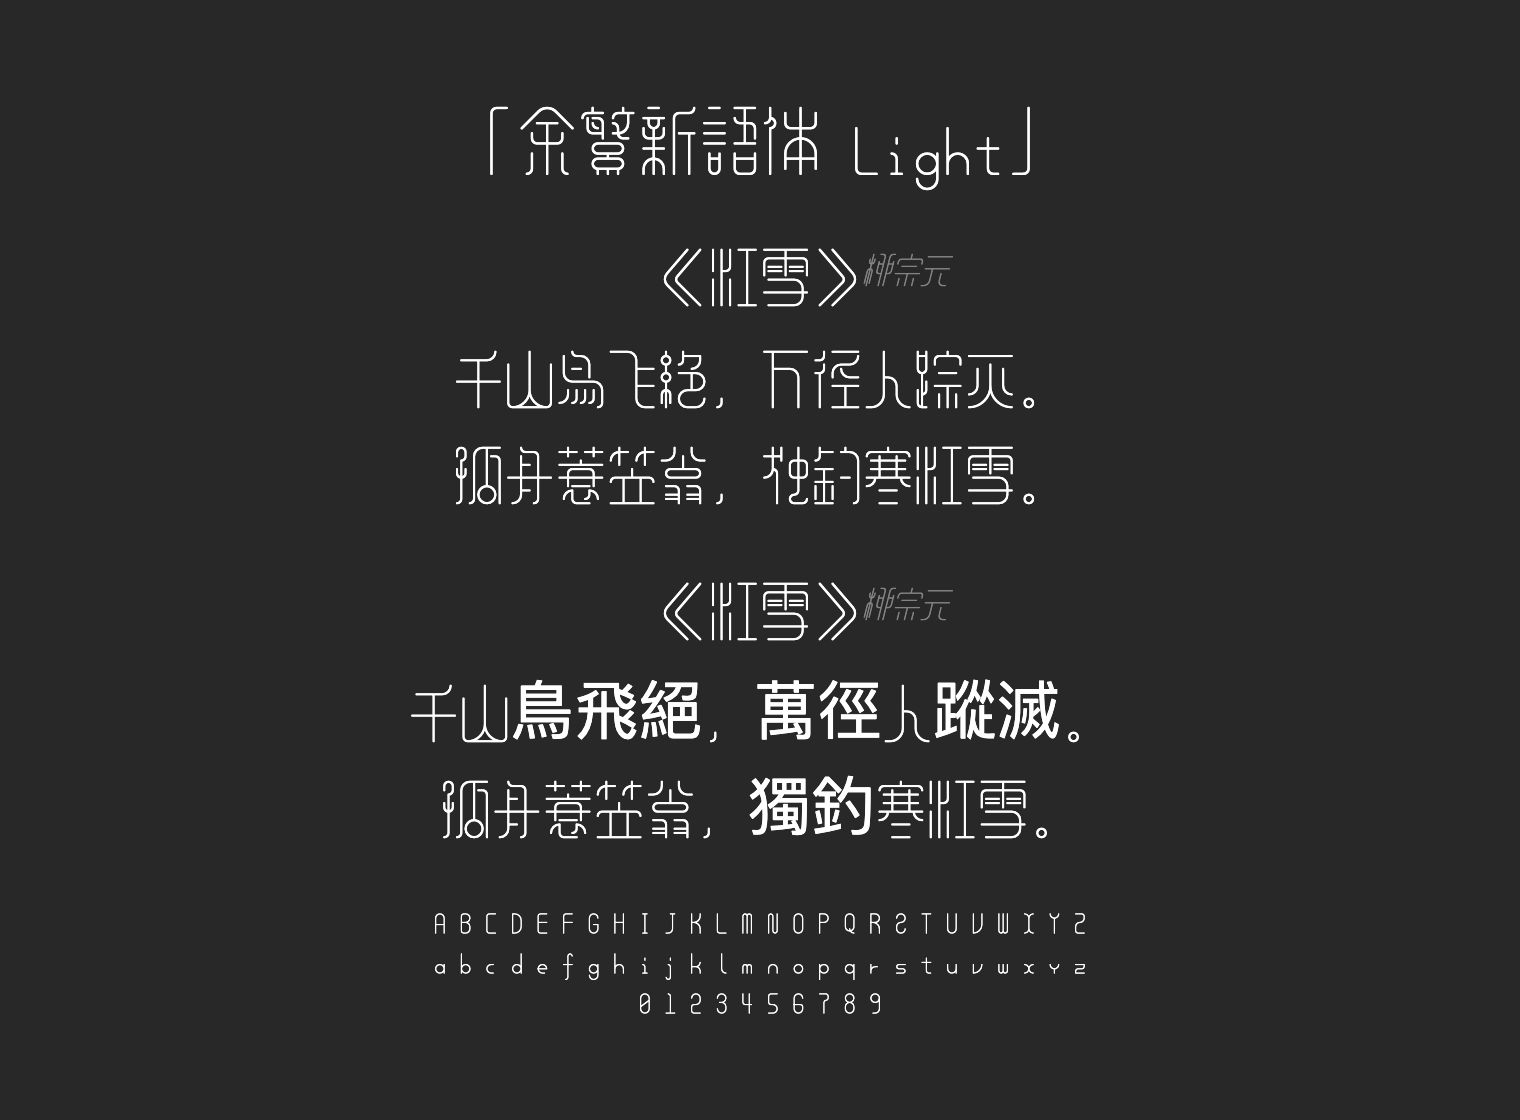 「余繁新語体 Light」
《江雪》柳宗元
千山鸟飞绝，万径人踪灭。
孤舟蓑笠翁，独钓寒江雪。
《江雪》柳宗元
千山鳥飛絕，萬徑人蹤滅。
孤舟蓑笠翁，獨釣寒江雪。
A B C D E F G H I J K L M N O P Q R S T U V W X Y Z
a b c d e f g h i j k l m n o p q r s t u v w x y z
0 1 2 3 4 5 6 7 8 9